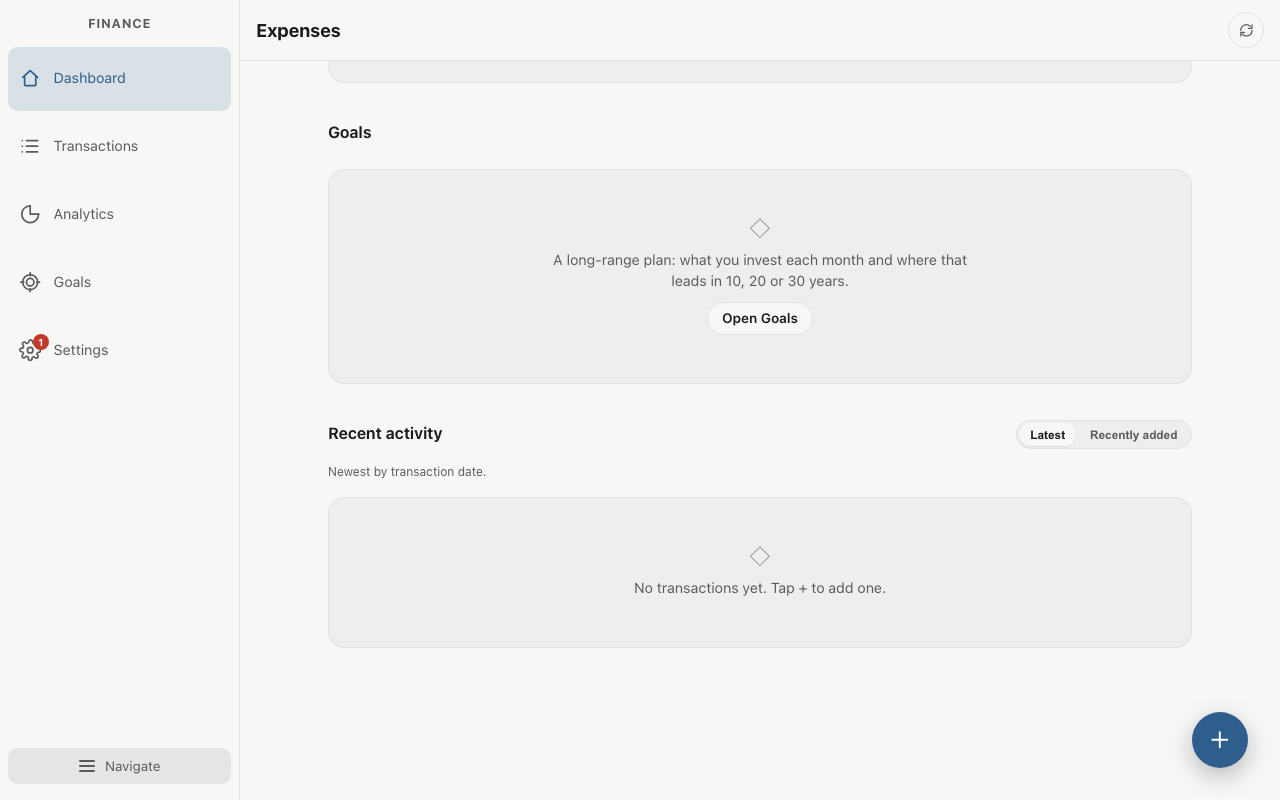 FINANCE
Dashboard
Transactions
Analytics
Goals
1
Settings
Navigate
Expenses
Goals
A long-range plan: what you invest each month and where that
leads in 10, 20 or 30 years.
Open Goals
Recent activity
Latest
Recently added
Newest by transaction date.
No transactions yet. Tap + to add one.